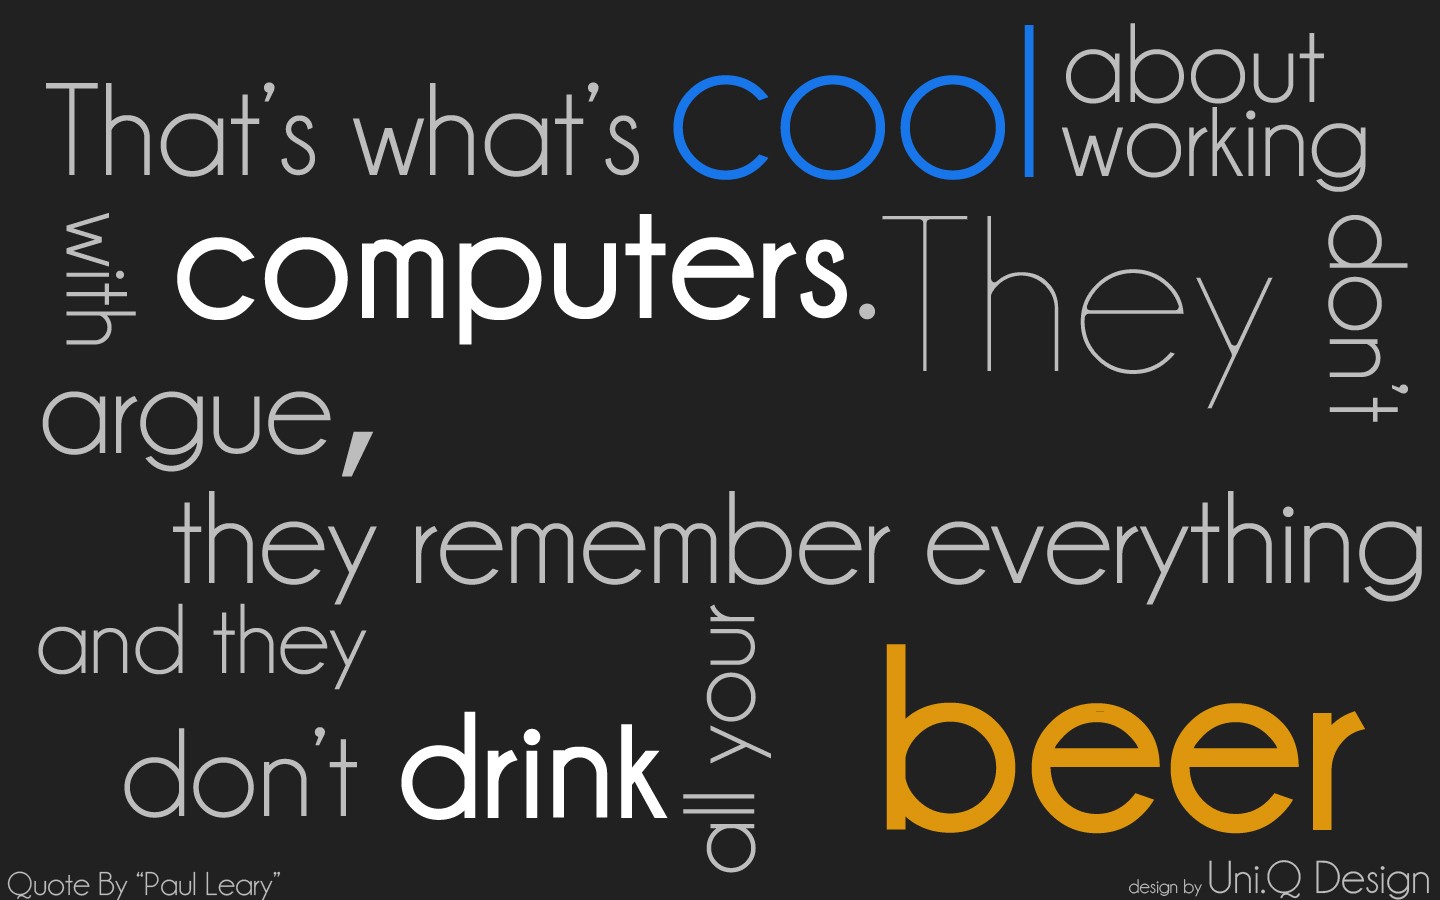 That's what's cool about working
with computers. They don't
argue,
they remember everything
and they
don't drink all your beer
Quote By “Paul Leary”
design by Uni.Q Design